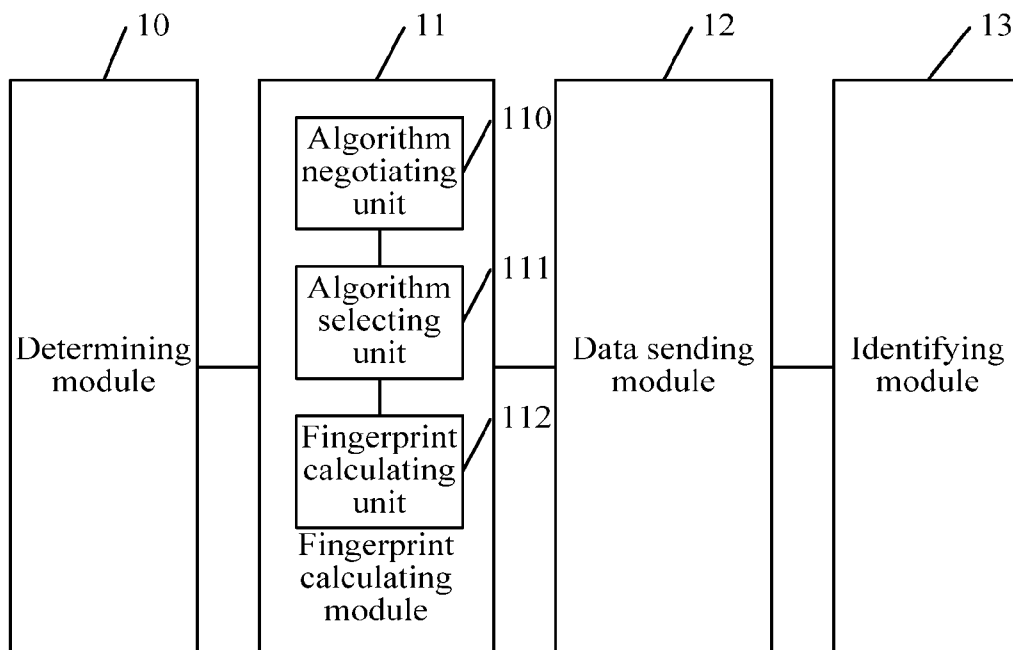 10
11
12
13
110
Algorithm
negotiating
unit
111
Algorithm
selecting
unit
Determining
module
Data sending
module
Identifying
module
112
Fingerprint
calculating
unit
Fingerprint
calculating
module